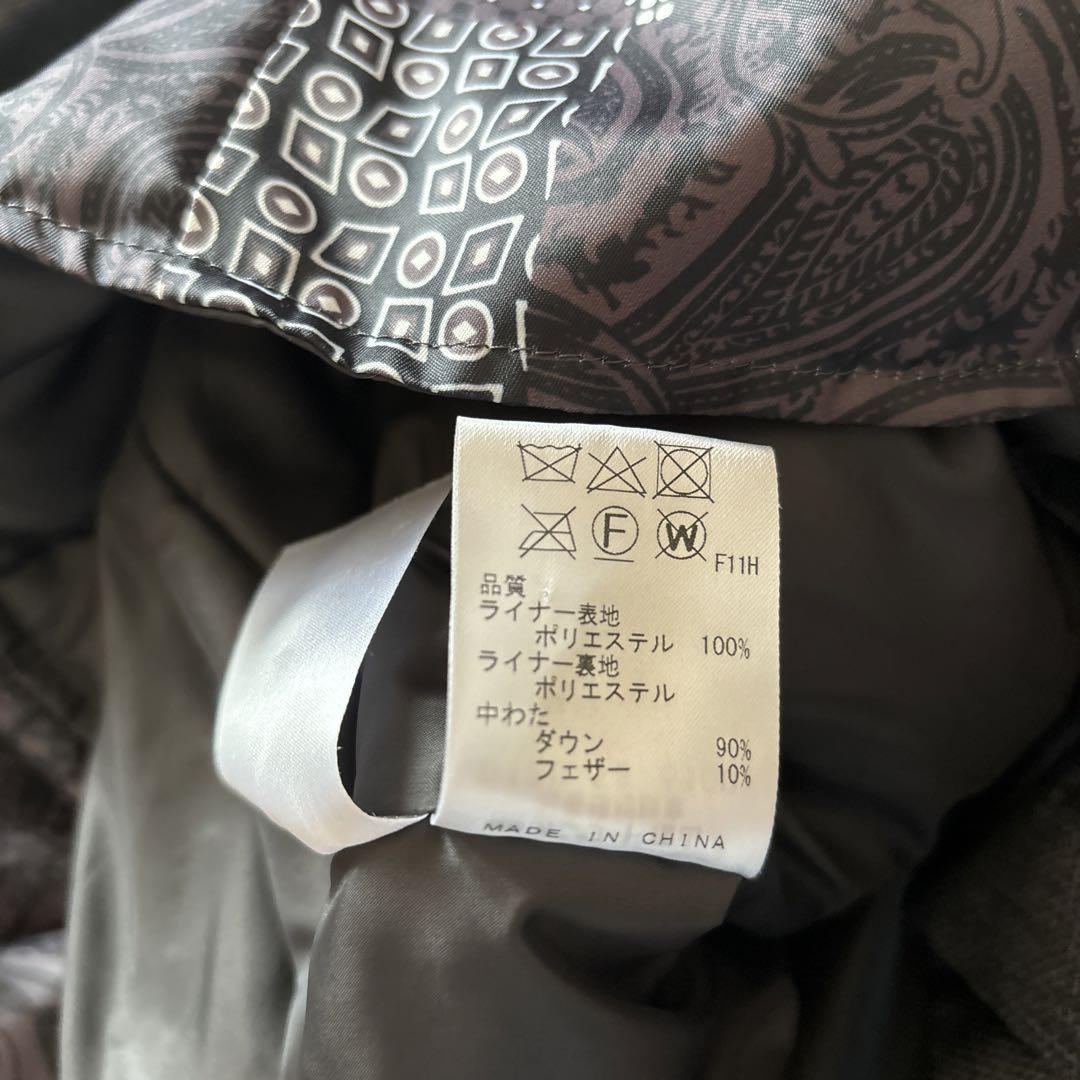 F W F11H
品質
ライナー表地
ポリエステル 100%
ライナー裏地
ポリエステル
中わた
ダウン 90%
フェザー 10%
MADE IN CHINA